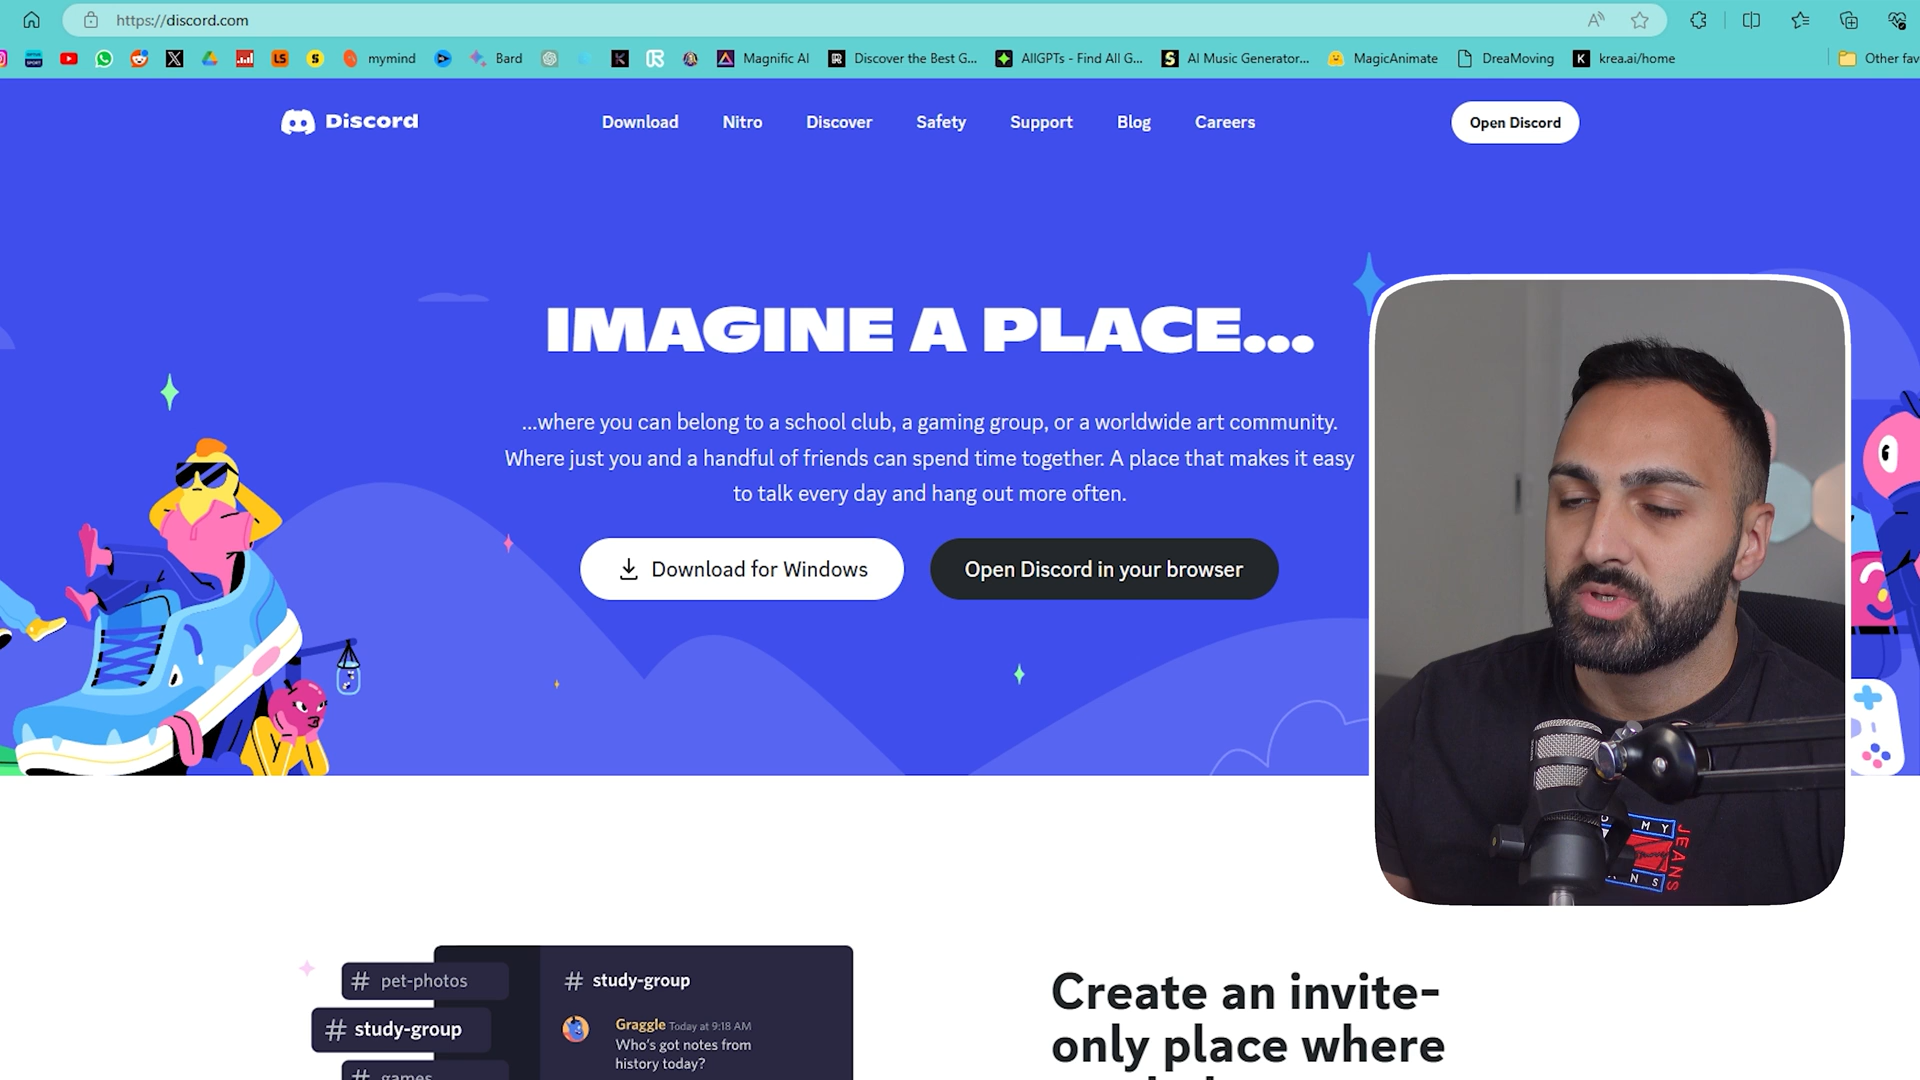 https://discord.com
mymind
Bard
Magnific AI
Discover the Best G...
AllGPTs - Find All G...
AI Music Generator...
MagicAnimate
DreaMoving
krea.ai/home
Other fav
Discord
Download
Nitro
Discover
Safety
Support
Blog
Careers
Open Discord
IMAGINE A PLACE...
...where you can belong to a school club, a gaming group, or a worldwide art community.
Where just you and a handful of friends can spend time together. A place that makes it easy
to talk every day and hang out more often.
Download for Windows
Open Discord in your browser
JEANS
# pet-photos
# study-group
# games
# study-group
Graggle Today at 9:18 AM
Who's got notes from
history today?
Create an invite-
only place where